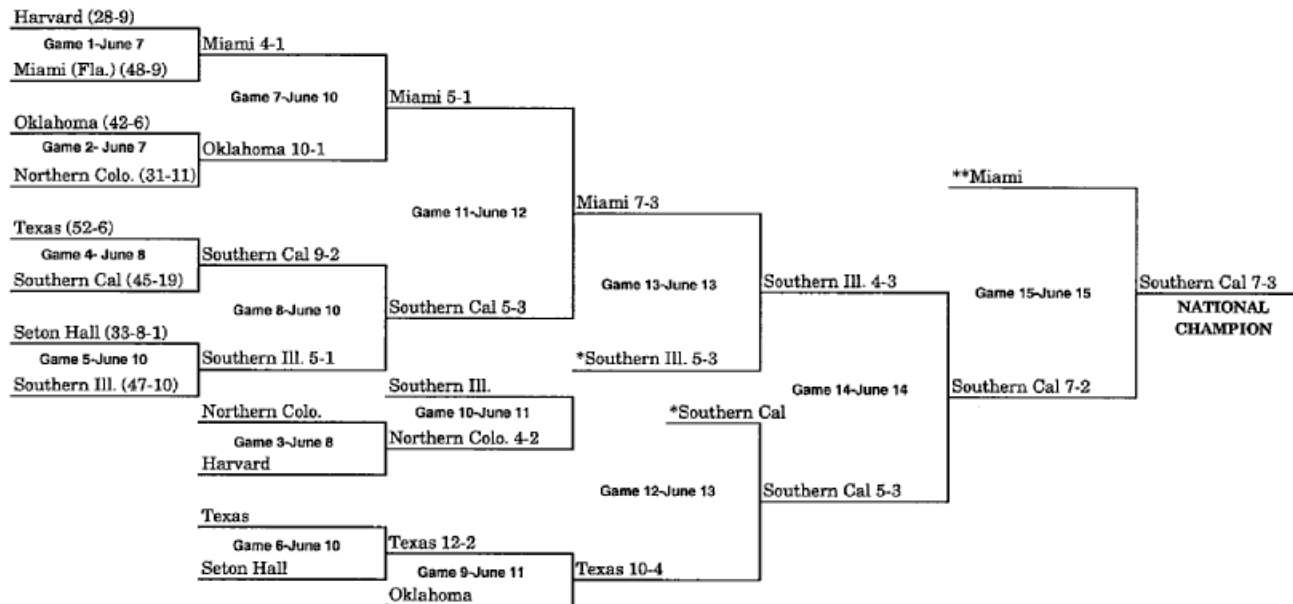 Harvard (28-9)
Game 1-June 7
Miami 4-1
Miami (Fla.) (48-9)
Game 7-June 10
Miami 5-1
Oklahoma (42-6)
Game 2- June 7
Oklahoma 10-1
Northern Colo. (31-11)
**Miami
Game 11-June 12
Miami 7-3
Texas (52-6)
Game 4- June 8
Southern Cal 9-2
Southern Cal (45-19)
Game 13-June 13
Southern Ill. 4-3
Game 15-June 15
Southern Cal 7-3
NATIONAL
CHAMPION
Game 8-June 10
Southern Cal 5-3
Seton Hall (33-8-1)
Game 5-June 10
Southern Ill. 5-1
*Southern Ill. 5-3
Southern Ill. (47-10)
Southern Ill.
Game 10-June 11
Game 14-June 14
Southern Cal 7-2
Northern Colo.
*Southern Cal
Game 3-June 8
Northern Colo. 4-2
Harvard
Game 12-June 13
Southern Cal 5-3
Texas
Game 6-June 10
Texas 12-2
Seton Hall
Game 9-June 11
Texas 10-4
Oklahoma